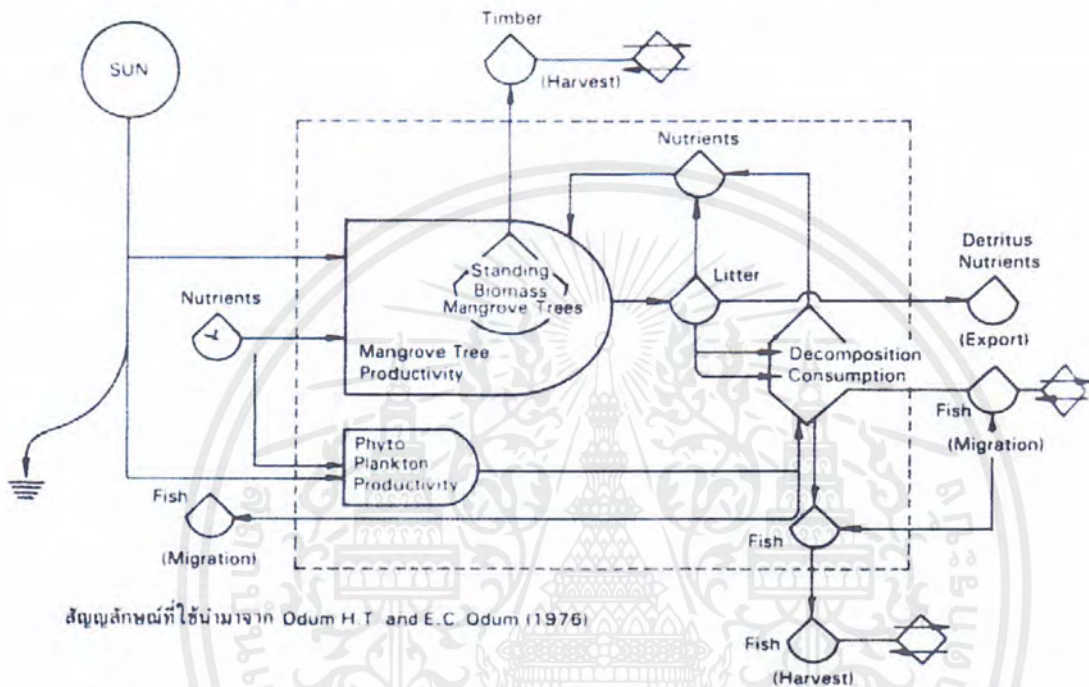 Timber
SUN
(Harvest)
Nutrients
Detritus
Nutrients
Standing
Biomass
Mangrove Trees
Litter
Nutrients
(Export)
Mangrove Tree
Productivity
Decomposition
Consumption
Fish
(Migration)
Phyto
Plankton
Productivity
Fish
(Migration)
Fish
สัญญลักษณ์ที่ใช้นำมาจาก Odum H.T. and E.C. Odum (1976)
Fish
(Harvest)